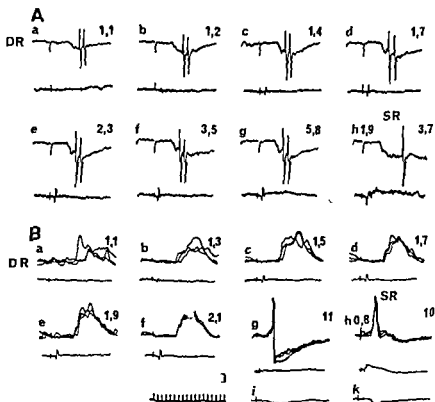 A
DR
a 1,1
b 1,2
c 1,4
d 1,7
SR
e 2,3
f 3,5
g 5,8
h 1,9 3,7
B
DR
a 1,1
b 1,3
c 1,5
d 1,7
SR
e 1,9
f 2,1
g 11
h 0,8 10
i
k